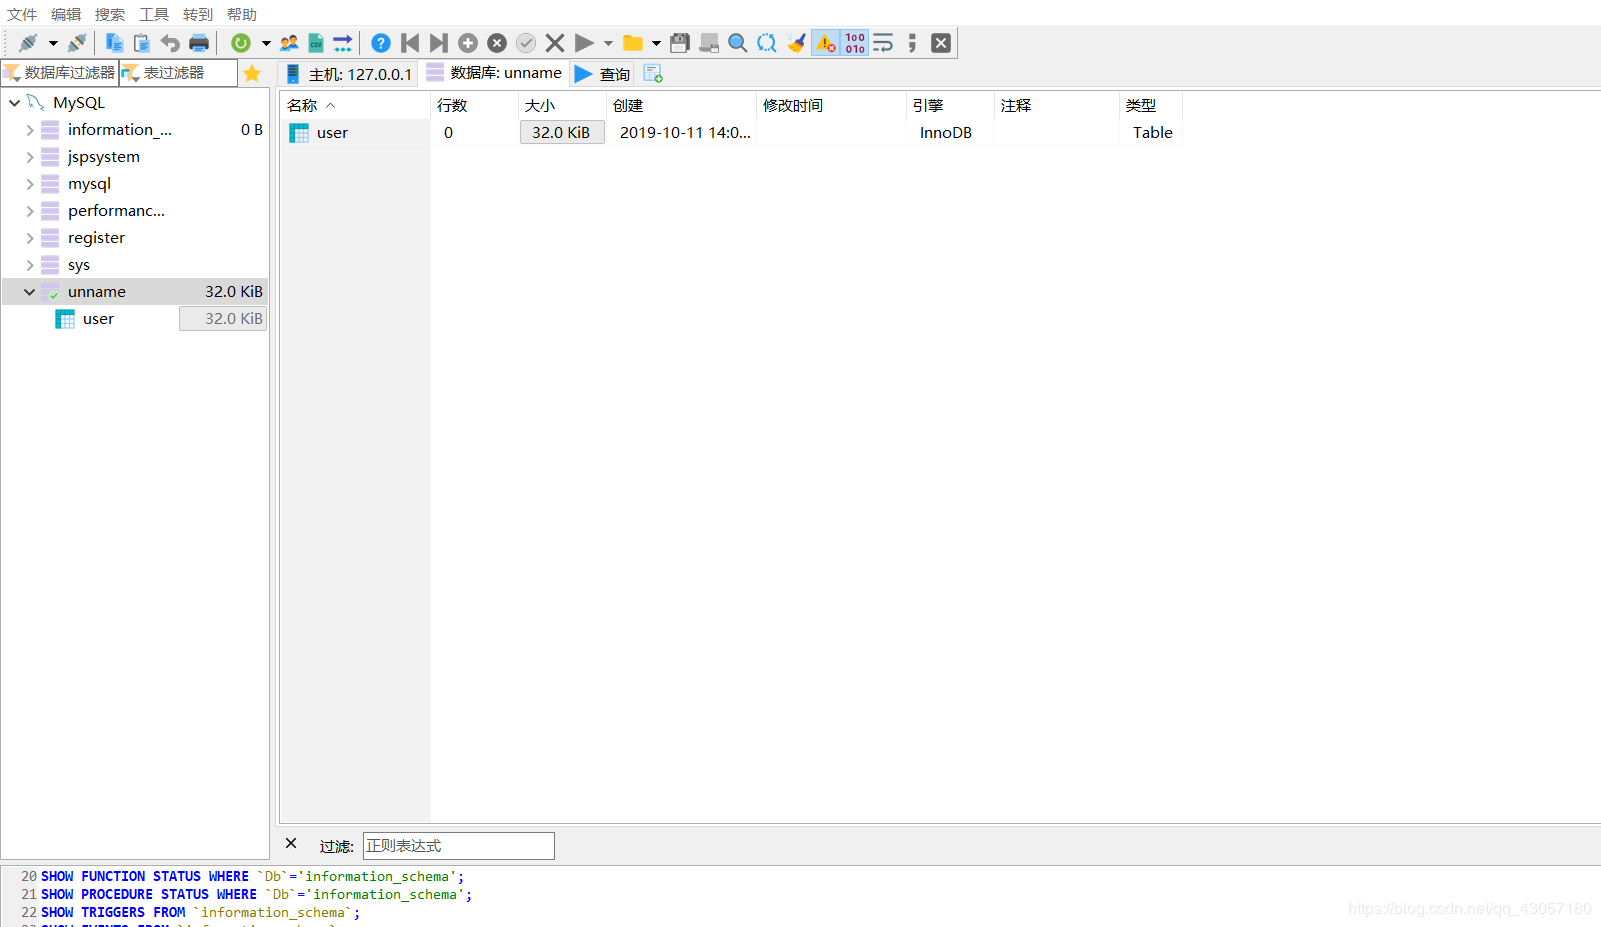 文件 编辑 搜索 工具 转到 帮助
数据库过滤器 表过滤器
主机: 127.0.0.1 数据库: unname 查询
MySQL
information_... 0 B
jspsystem
mysql
performanc...
register
sys
unname 32.0 KiB
user 32.0 KiB
名称 行数 大小 创建 修改时间 引擎 注释 类型
user 0 32.0 KiB 2019-10-11 14:0... InnoDB Table
过滤: 正则表达式
20 SHOW FUNCTION STATUS WHERE `Db`='information_schema';
21 SHOW PROCEDURE STATUS WHERE `Db`='information_schema';
22 SHOW TRIGGERS FROM `information_schema`;
https://blog.csdn.net/qq_43057180